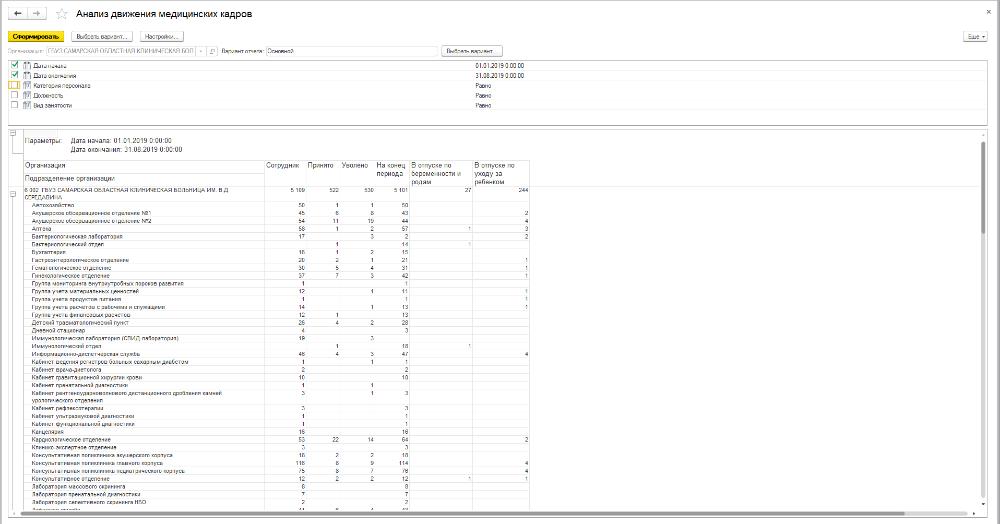 Анализ движения медицинских кадров
Сформировать Выбрать вариант... Настройки... Еще
Организация: ГБУЗ САМАРСКАЯ ОБЛАСТНАЯ КЛИНИЧЕСКАЯ БОЛ Вариант отчета: Основной Выбрать вариант...
Дата начала 01.01.2019 0:00:00
Дата окончания 31.08.2019 0:00:00
Категория персонала Равно
Должность Равно
Вид занятости Равно
Параметры: Дата начала: 01.01.2019 0:00:00
Дата окончания: 31.08.2019 0:00:00
Организация Сотрудник Принято Уволено На конец периода В отпуске по беременности и родам В отпуске по уходу за ребенком
Подразделение организации
6 002 ГБУЗ САМАРСКАЯ ОБЛАСТНАЯ КЛИНИЧЕСКАЯ БОЛЬНИЦА ИМ. В.Д. 5 109 522 530 5 101 27 244
СЕРЕДАВИНА
Автохозяйство 50 1 1 50
Акушерское обсервационное отделение №1 45 6 8 43 2
Акушерское обсервационное отделение №2 54 11 19 44 4
Аптека 58 1 2 57 1 3
Бактериологическая лаборатория 17 3 2 2
Бактериологический отдел 1 14 1
Бухгалтерия 16 1 2 15
Гастроэнтерологическое отделение 20 2 1 21 1
Гематологическое отделение 30 5 4 31 1
Гинекологическое отделение 37 7 3 42 1
Группа мониторинга внутриутробных пороков развития 1 1
Группа учета материальных ценностей 12 1 11 1
Группа учета продуктов питания 1 1 1
Группа учета расчетов с рабочими и служащими 14 1 13 1
Группа учета финансовых расчетов 12 1 13
Детский травматологический пункт 26 4 2 28
Дневной стационар 4 3
Иммунологическая лаборатория (СПИД-лаборатория) 19 3
Иммунологический отдел 1 18 1
Информационно-диспетчерская служба 46 4 3 47 4
Кабинет ведения регистров больных сахарным диабетом 1 1 1
Кабинет врача-диетолога 2 2
Кабинет гравитационной хирургии крови 10 10
Кабинет пренатальной диагностики 1 1
Кабинет рентгеноударноволнового дистанционного дробления камней 3 1 3
урологического отделения
Кабинет рефлексотерапии 3 3
Кабинет ультразвуковой диагностики 1 1
Кабинет функциональной диагностики 1 1
Канцелярия 16 16
Кардиологическое отделение 53 22 14 64 2
Клинико-экспертное отделение 3 3
Консультативная поликлиника акушерского корпуса 18 2 2 18
Консультативная поликлиника главного корпуса 116 8 9 114 4
Консультативная поликлиника педиатрического корпуса 75 8 7 76 4
Консультативное отделение 12 2 2 12 1 1
Лаборатория массового скрининга 8 8
Лаборатория пренатальной диагностики 7 7
Лаборатория селективного скрининга НБО 2 2
Лифтовая служба 41 6 4 43